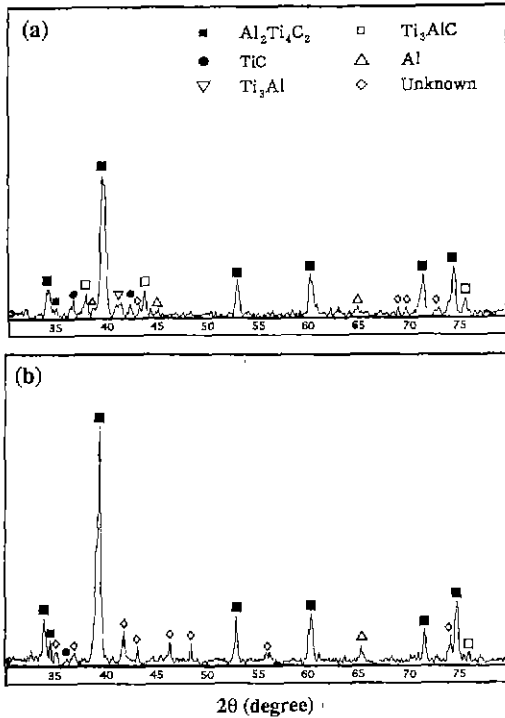 (a)
■ Al₂Ti₄C₂ □ Ti₃AlC
● TiC △ Al
▽ Ti₃Al ◇ Unknown
35 40 45 50 55 60 65 70 75
(b)
35 40 45 50 55 60 65 70 75
2θ (degree)